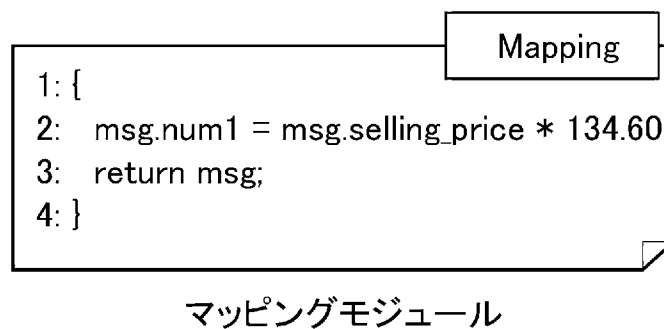 Mapping
1: {
2: msg.num1 = msg.selling_price * 134.60
3: return msg;
4: }
マッピングモジュール